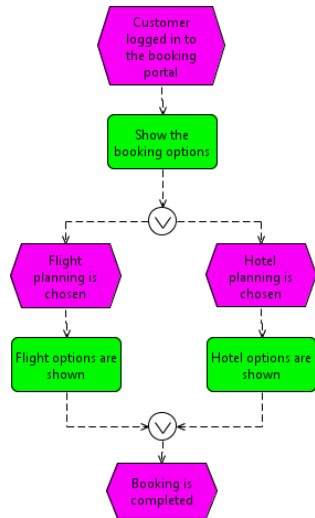 Customer
logged in to
the booking
portal
Show the
booking options
Flight
planning is
chosen
Hotel
planning is
chosen
Flight options are
shown
Hotel options are
shown
Booking is
completed